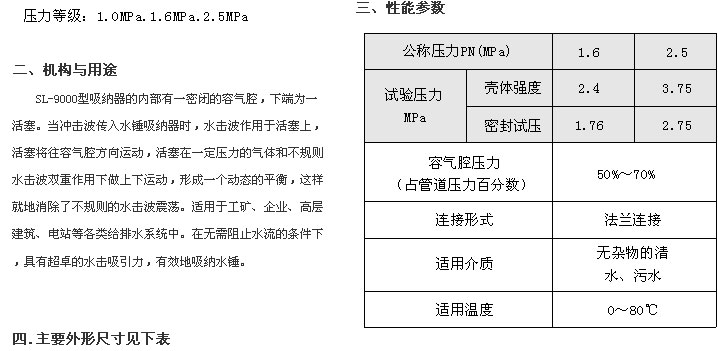 压力等级：1.0MPa.1.6MPa.2.5MPa
二、机构与用途
SL-9000型吸纳器的内部有一密闭的容气腔，下端为一
活塞。当冲击波传入水锤吸纳器时，水击波作用于活塞上，
活塞将往容气腔方向运动，活塞在一定压力的气体和不规则
水击波双重作用下做上下运动，形成一个动态的平衡，这样
就地消除了不规则的水击波震荡。适用于工矿、企业、高层
建筑、电站等各类给排水系统中。在无需阻止水流的条件下
，具有超卓的水击吸引力，有效地吸纳水锤。
四.主要外形尺寸见下表
三、性能参数
公称压力PN(MPa) 1.6 2.5
试验压力 MPa 壳体强度 2.4 3.75
密封试压 1.76 2.75
容气腔压力
（占管道压力百分数） 50%～70%
连接形式 法兰连接
适用介质 无杂物的清
水、污水
适用温度 0～80℃